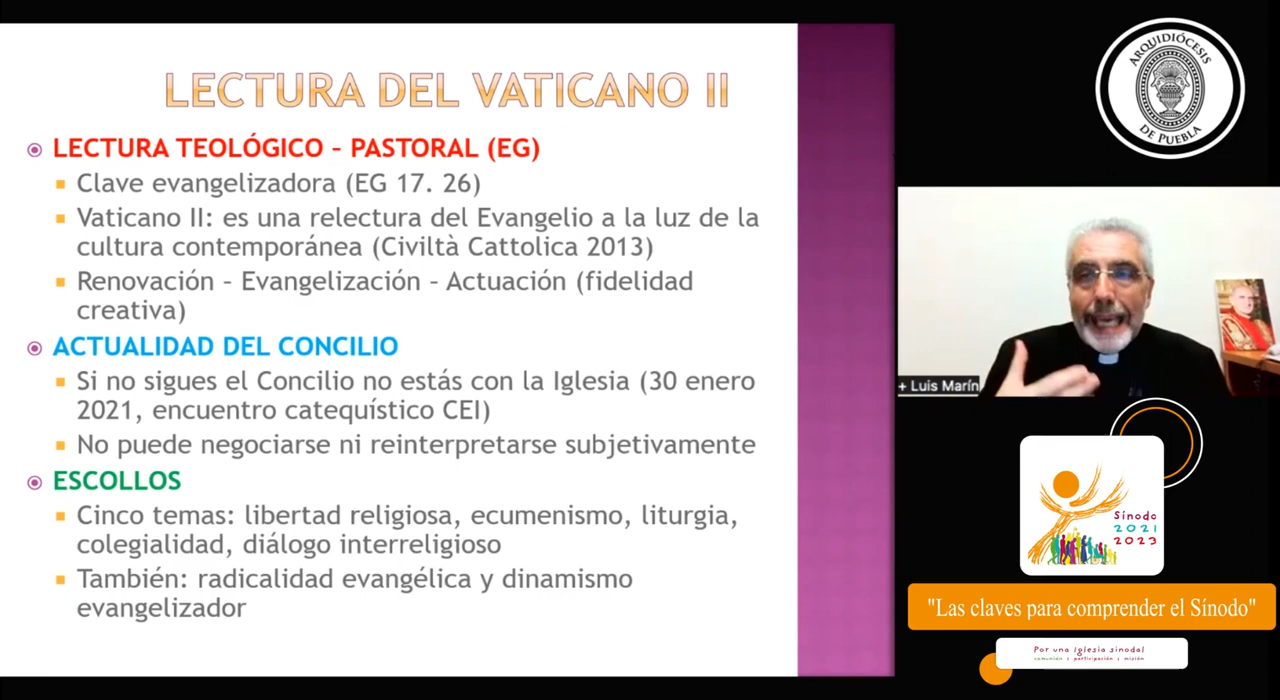 LECTURA DEL VATICANO II
LECTURA TEOLÓGICO – PASTORAL (EG)
Clave evangelizadora (EG 17. 26)
Vaticano II: es una relectura del Evangelio a la luz de la
cultura contemporánea (Civiltà Cattolica 2013)
Renovación – Evangelización – Actuación (fidelidad
creativa)
ACTUALIDAD DEL CONCILIO
Si no sigues el Concilio no estás con la Iglesia (30 enero
2021, encuentro catequístico CEI)
No puede negociarse ni reinterpretarse subjetivamente
ESCOLLOS
Cinco temas: libertad religiosa, ecumenismo, liturgia,
colegialidad, diálogo interreligioso
También: radicalidad evangélica y dinamismo
evangelizador
ARQUIDIÓCESIS
DE PUEBLA
+ Luis Marín
Sínodo
2021
2023
"Las claves para comprender el Sínodo"
Por una Iglesia sinodal
comunión | participación | misión